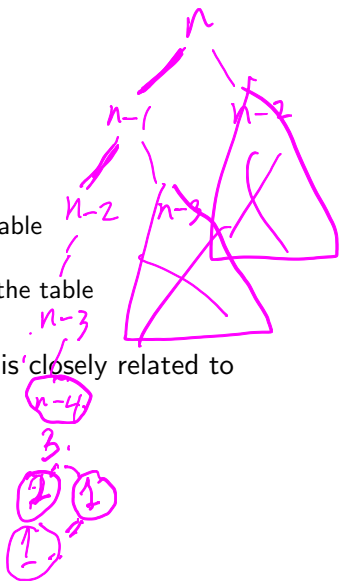 n
n-1 n-2
n-2 n-3
able
the table
n-3
is closely related to
n-4
3.
2 1
1